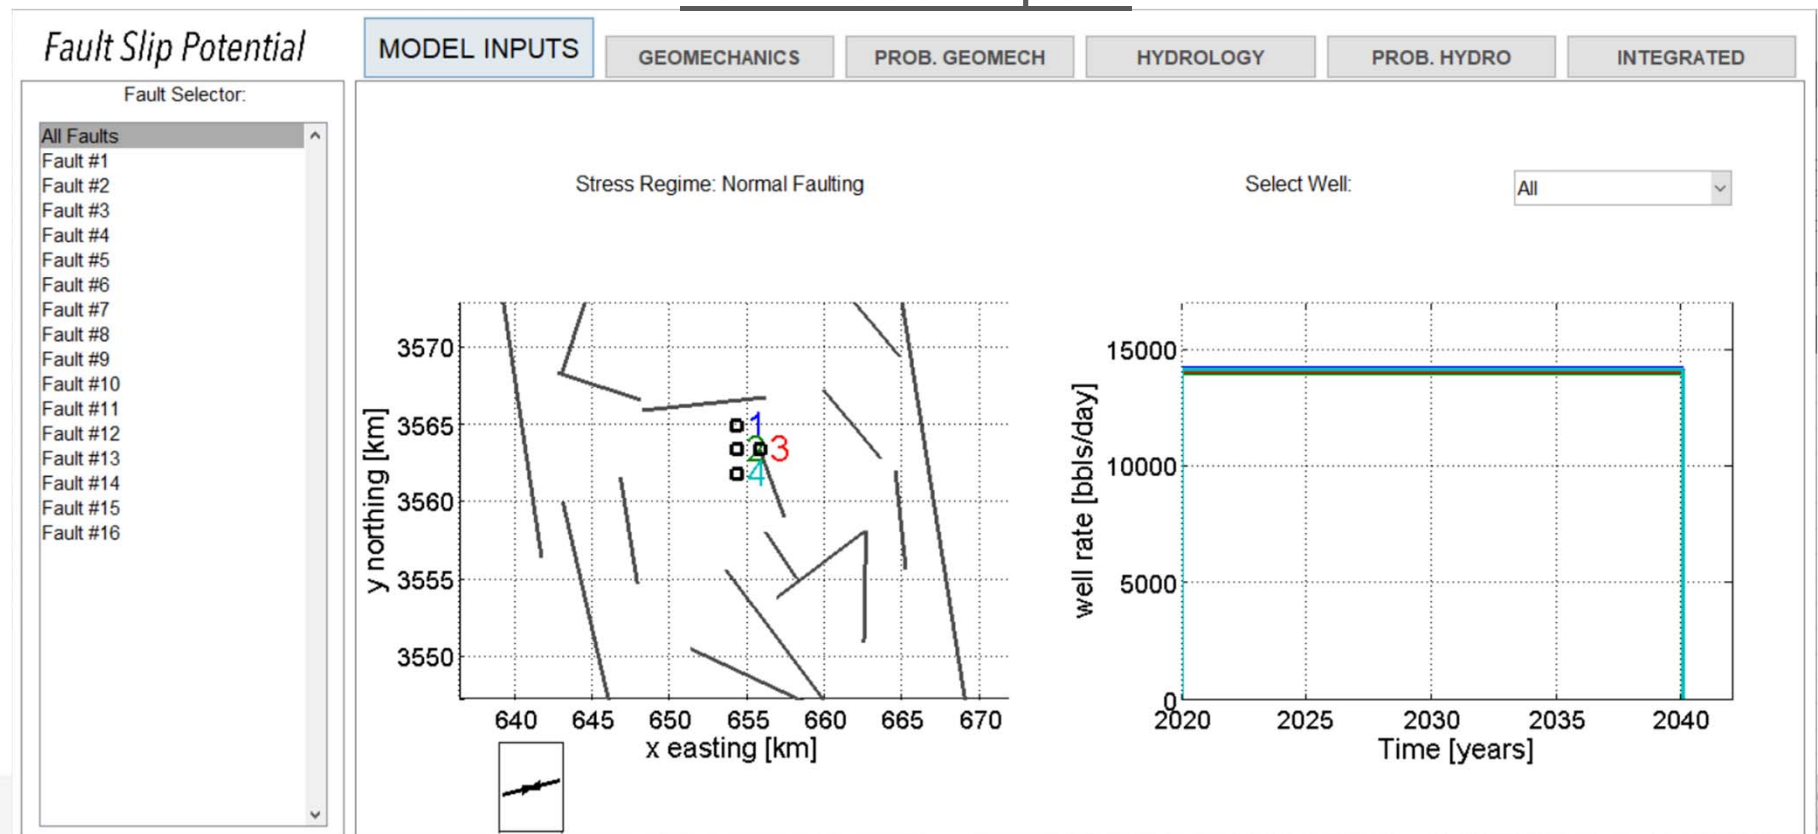 Fault Slip Potential
MODEL INPUTS
GEOMECHANICS
PROB. GEOMECH
HYDROLOGY
PROB. HYDRO
INTEGRATED
Fault Selector:
All Faults
Fault #1
Fault #2
Fault #3
Fault #4
Fault #5
Fault #6
Fault #7
Fault #8
Fault #9
Fault #10
Fault #11
Fault #12
Fault #13
Fault #14
Fault #15
Fault #16
Stress Regime: Normal Faulting
Select Well:
All
y northing [km]
3570
3565
3560
3555
3550
1
2
3
4
640 645 650 655 660 665 670
x easting [km]
well rate [bbls/day]
15000
10000
5000
0
2020 2025 2030 2035 2040
Time [years]